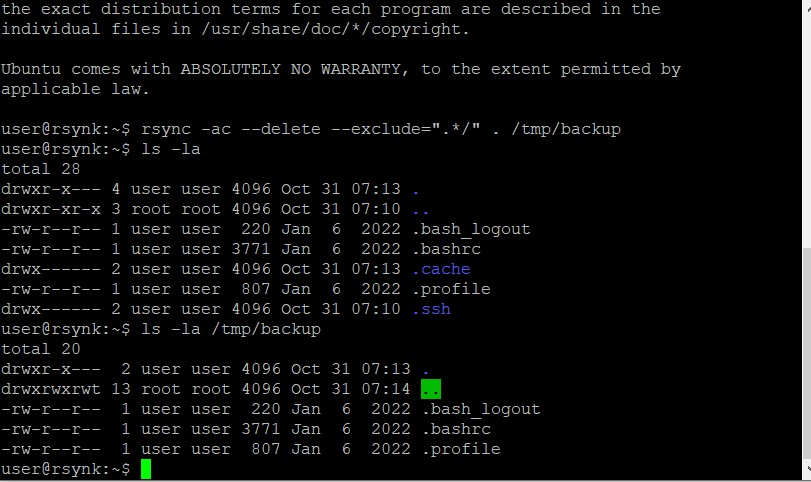 the exact distribution terms for each program are described in the
individual files in /usr/share/doc/*/copyright.
Ubuntu comes with ABSOLUTELY NO WARRANTY, to the extent permitted by
applicable law.
user@rsynk:~$ rsync -ac --delete --exclude=".*/" . /tmp/backup
user@rsynk:~$ ls -la
total 28
drwxr-x--- 4 user user 4096 Oct 31 07:13 .
drwxr-xr-x 3 root root 4096 Oct 31 07:10 ..
-rw-r--r-- 1 user user  220 Jan  6  2022 .bash_logout
-rw-r--r-- 1 user user 3771 Jan  6  2022 .bashrc
drwx------ 2 user user 4096 Oct 31 07:13 .cache
-rw-r--r-- 1 user user  807 Jan  6  2022 .profile
drwx------ 2 user user 4096 Oct 31 07:10 .ssh
user@rsynk:~$ ls -la /tmp/backup
total 20
drwxr-x---  2 user user 4096 Oct 31 07:13 .
drwxrwxrwt 13 root root 4096 Oct 31 07:14 ..
-rw-r--r--  1 user user  220 Jan  6  2022 .bash_logout
-rw-r--r--  1 user user 3771 Jan  6  2022 .bashrc
-rw-r--r--  1 user user  807 Jan  6  2022 .profile
user@rsynk:~$